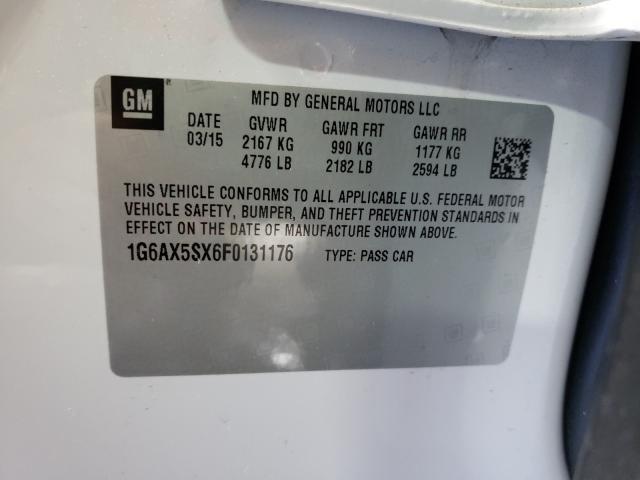 GM
MFD BY GENERAL MOTORS LLC
DATE GVWR GAWR FRT GAWR RR
03/15 2167 KG 990 KG 1177 KG
4776 LB 2182 LB 2594 LB
THIS VEHICLE CONFORMS TO ALL APPLICABLE U.S. FEDERAL MOTOR
VEHICLE SAFETY, BUMPER, AND THEFT PREVENTION STANDARDS IN
EFFECT ON THE DATE OF MANUFACTURE SHOWN ABOVE.
1G6AX5SX6F0131176 TYPE: PASS CAR